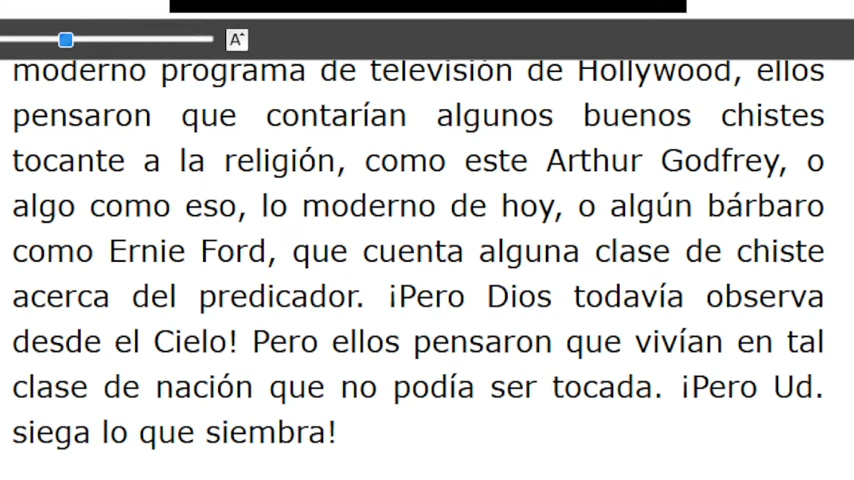 A
moderno programa de televisión de Hollywood, ellos
pensaron que contarían algunos buenos chistes
tocante a la religión, como este Arthur Godfrey, o
algo como eso, lo moderno de hoy, o algún bárbaro
como Ernie Ford, que cuenta alguna clase de chiste
acerca del predicador. ¡Pero Dios todavía observa
desde el Cielo! Pero ellos pensaron que vivían en tal
clase de nación que no podía ser tocada. ¡Pero Ud.
siega lo que siembra!